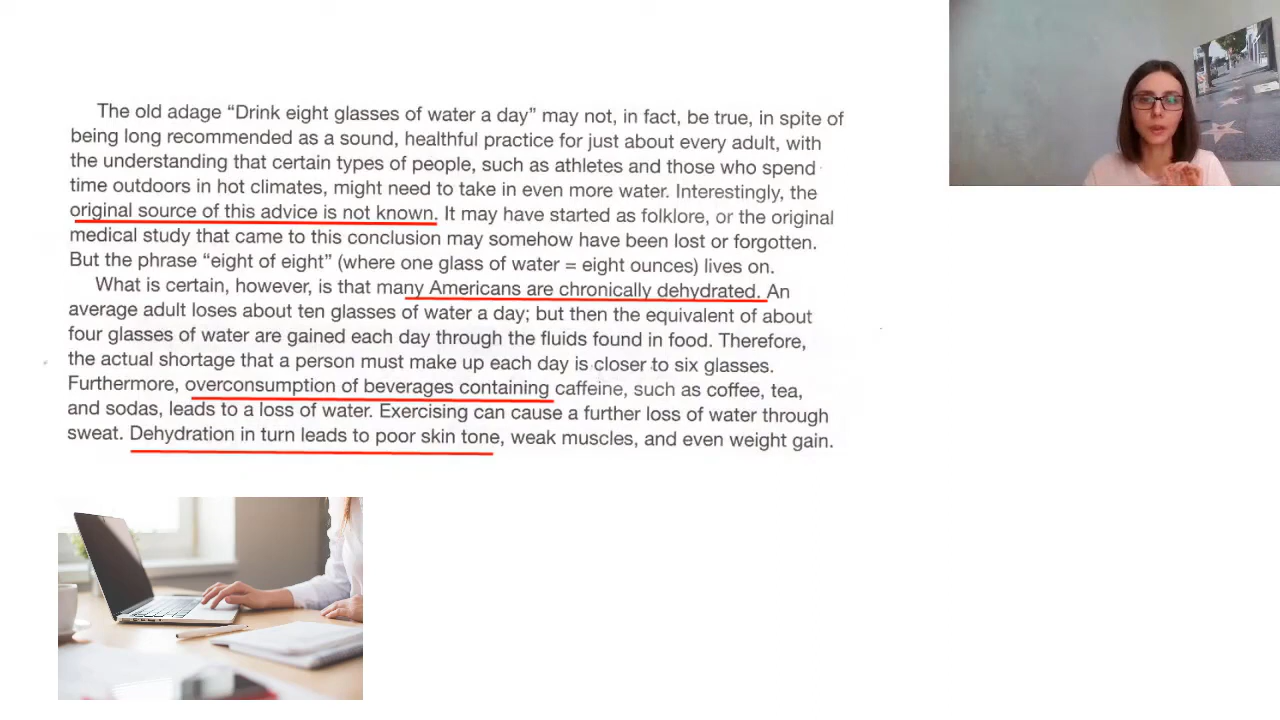 The old adage “Drink eight glasses of water a day” may not, in fact, be true, in spite of
being long recommended as a sound, healthful practice for just about every adult, with
the understanding that certain types of people, such as athletes and those who spend
time outdoors in hot climates, might need to take in even more water. Interestingly, the
original source of this advice is not known. It may have started as folklore, or the original
medical study that came to this conclusion may somehow have been lost or forgotten.
But the phrase “eight of eight” (where one glass of water = eight ounces) lives on.
What is certain, however, is that many Americans are chronically dehydrated. An
average adult loses about ten glasses of water a day; but then the equivalent of about
four glasses of water are gained each day through the fluids found in food. Therefore,
the actual shortage that a person must make up each day is closer to six glasses.
Furthermore, overconsumption of beverages containing caffeine, such as coffee, tea,
and sodas, leads to a loss of water. Exercising can cause a further loss of water through
sweat. Dehydration in turn leads to poor skin tone, weak muscles, and even weight gain.